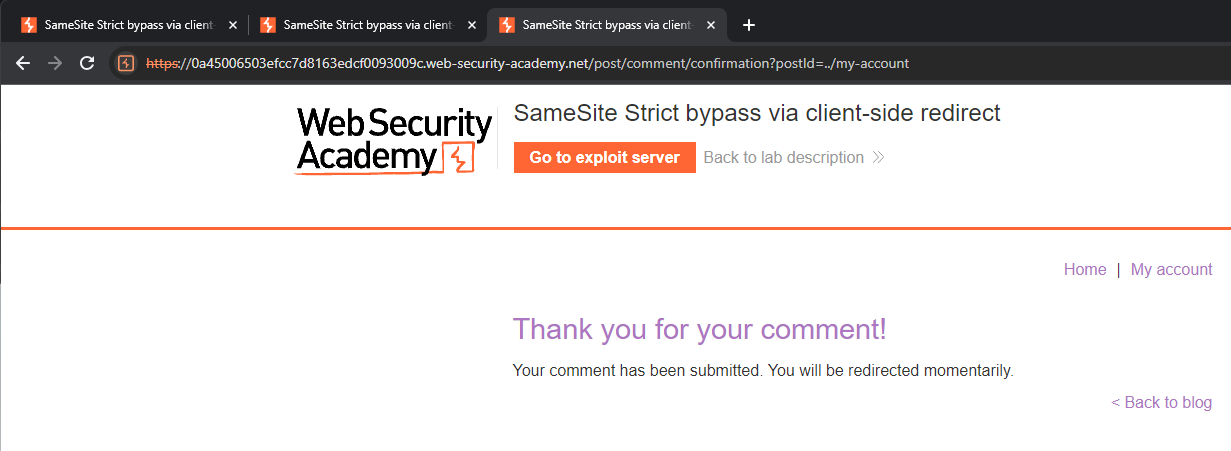 SameSite Strict bypass via client-
SameSite Strict bypass via client-
SameSite Strict bypass via client-
https://0a45006503efcc7d8163edcf0093009c.web-security-academy.net/post/comment/confirmation?postId=../my-account
Web Security
Academy
SameSite Strict bypass via client-side redirect
Go to exploit server
Back to lab description
Home | My account
Thank you for your comment!
Your comment has been submitted. You will be redirected momentarily.
< Back to blog